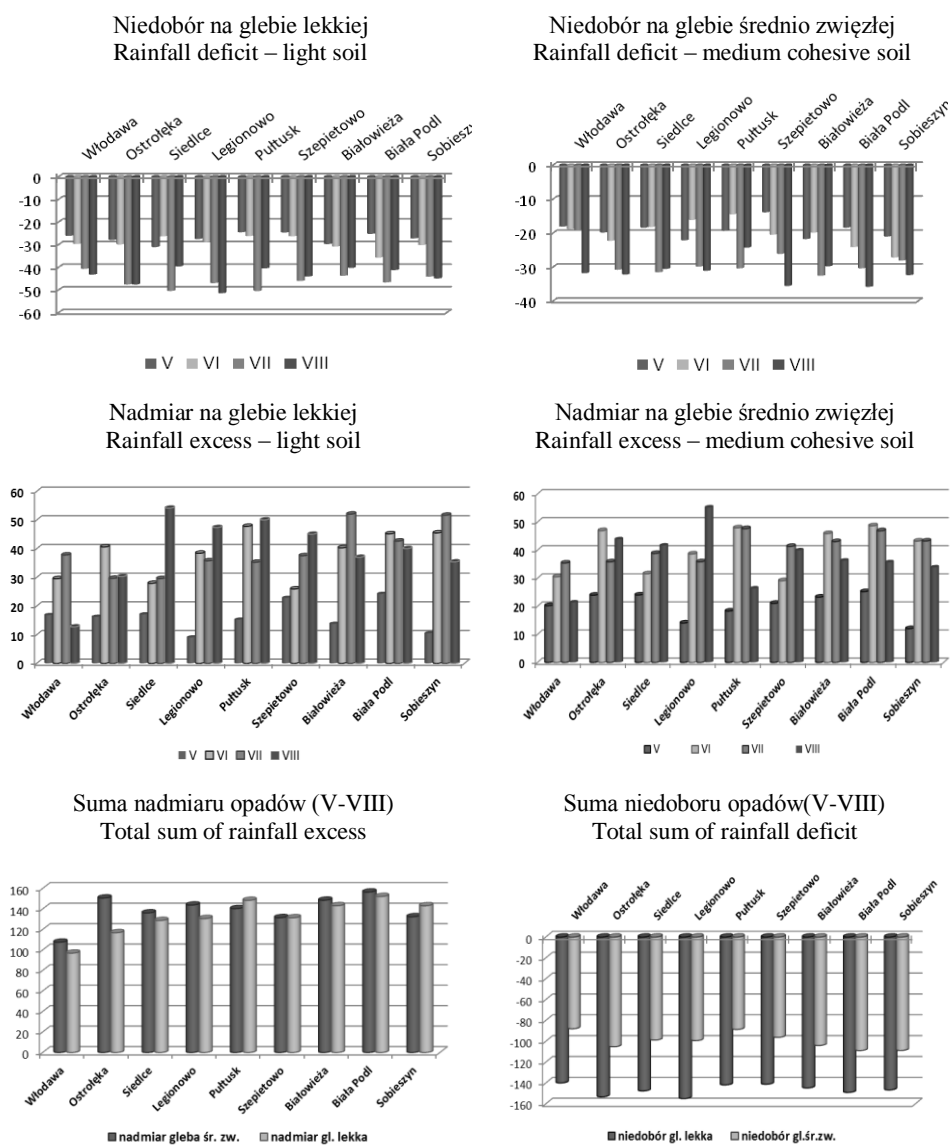 Niedobór na glebie lekkiej
Rainfall deficit – light soil
Włodawa
Ostrołęka
Siedlce
Legionowo
Pułtusk
Szepietowo
Białowieża
Biała Podl
Sobieszyn
0
-10
-20
-30
-40
-50
-60
V VI VII VIII
Niedobór na glebie średnio zwięzłej
Rainfall deficit – medium cohesive soil
Włodawa
Ostrołęka
Siedlce
Legionowo
Pułtusk
Szepietowo
Białowieża
Biała Podl
Sobieszyn
0
-10
-20
-30
-40
V VI VII VIII
Nadmiar na glebie lekkiej
Rainfall excess – light soil
60
50
40
30
20
10
0
Włodawa
Ostrołęka
Siedlce
Legionowo
Pułtusk
Szepietowo
Białowieża
Biała Podl
Sobieszyn
V VI VII VIII
Nadmiar na glebie średnio zwięzłej
Rainfall excess – medium cohesive soil
60
50
40
30
20
10
0
Włodawa
Ostrołęka
Siedlce
Legionowo
Pułtusk
Szepietowo
Białowieża
Biała Podl
Sobieszyn
V VI VII VIII
Suma nadmiaru opadów (V-VIII)
Total sum of rainfall excess
160
140
120
100
80
60
40
20
0
Włodawa
Ostrołęka
Siedlce
Legionowo
Pułtusk
Szepietowo
Białowieża
Biała Podl
Sobieszyn
nadmiar gleba śr. zw. nadmiar gl. lekka
Suma niedoboru opadów(V-VIII)
Total sum of rainfall deficit
Włodawa
Ostrołęka
Siedlce
Legionowo
Pułtusk
Szepietowo
Białowieża
Biała Podl
Sobieszyn
0
-20
-40
-60
-80
-100
-120
-140
-160
niedobór gl. lekka niedobór gl.śr.zw.